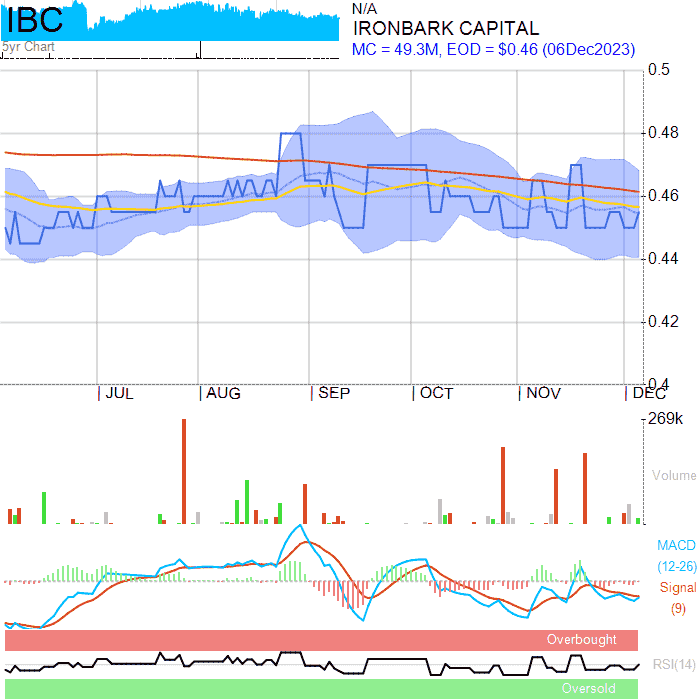 IBC
5yr Chart
N/A
IRONBARK CAPITAL
MC = 49.3M, EOD = $0.46 (06Dec2023)
0.5
0.48
0.46
0.44
0.42
0.4
JUL AUG SEP OCT NOV DEC
269k
Volume
MACD
(12-26)
Signal
(9)
Overbought
RSI(14)
Oversold